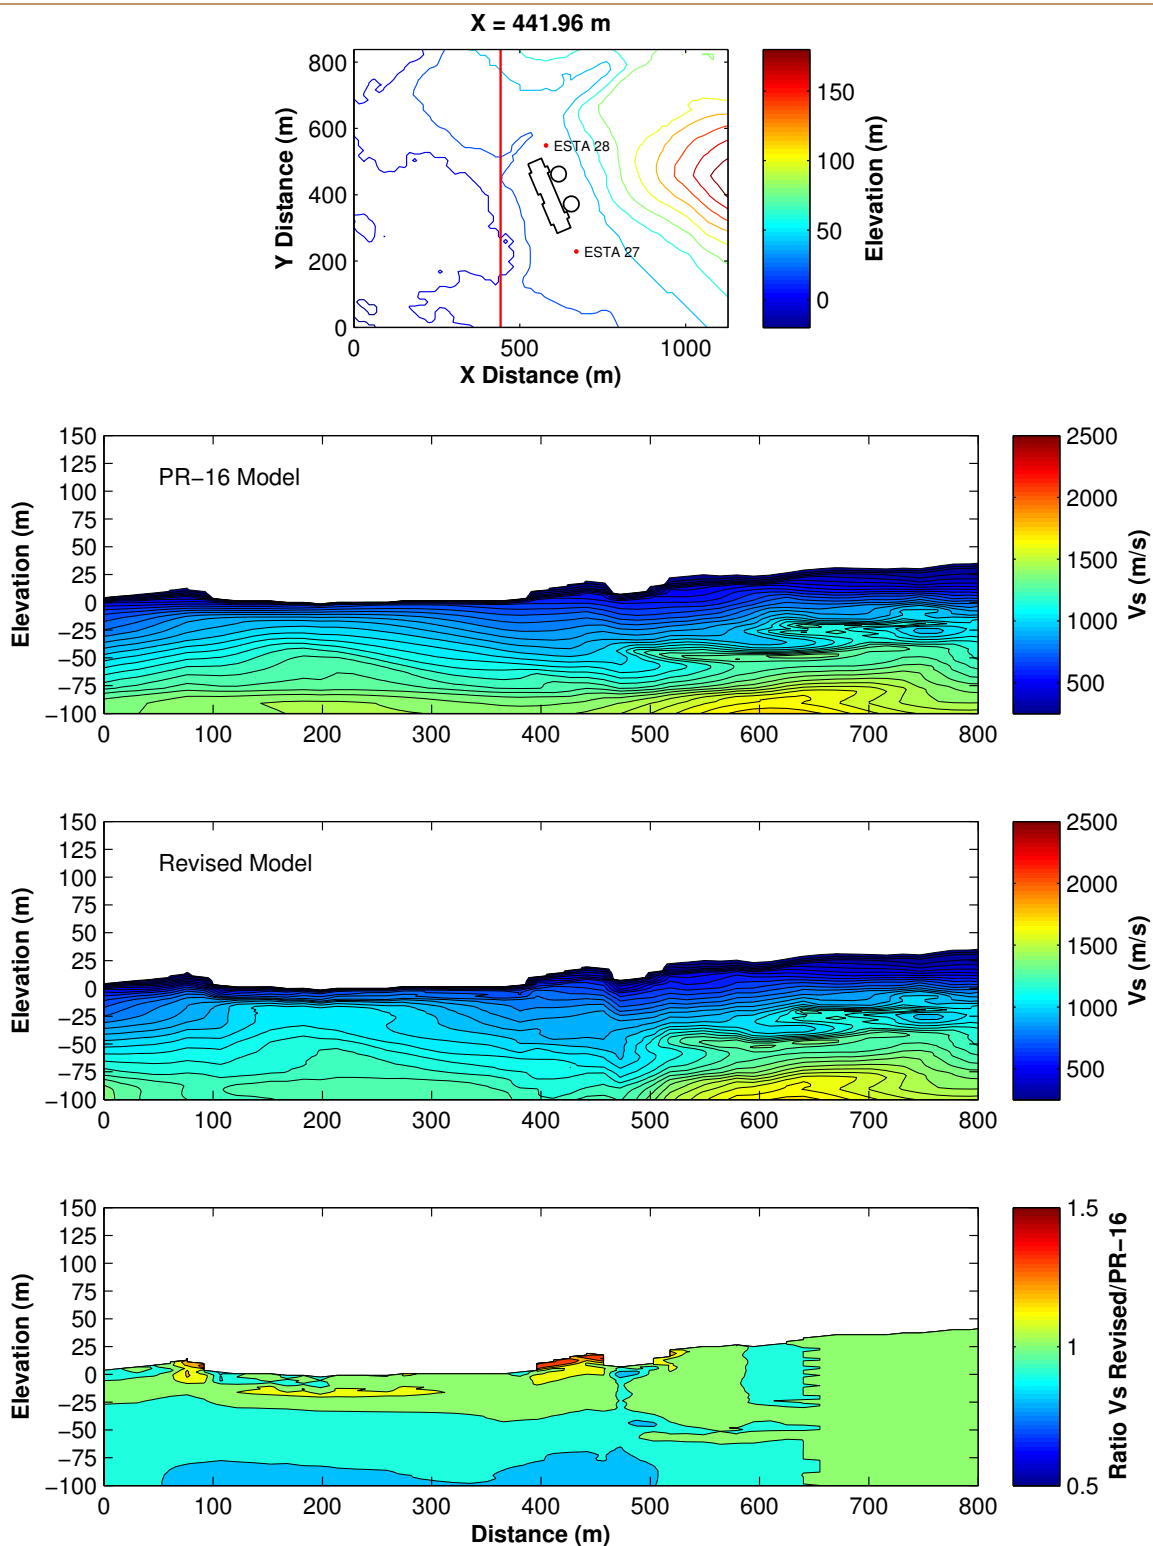 X = 441.96 m
800
600
400
200
0
Y Distance (m)
ESTA 28
ESTA 27
0 500 1000
X Distance (m)
150
100
50
0
Elevation (m)
150
125
100
75
50
25
0
−25
−50
−75
−100
Elevation (m)
PR−16 Model
0 100 200 300 400 500 600 700 800
2500
2000
1500
1000
500
Vs (m/s)
150
125
100
75
50
25
0
−25
−50
−75
−100
Elevation (m)
Revised Model
0 100 200 300 400 500 600 700 800
2500
2000
1500
1000
500
Vs (m/s)
150
125
100
75
50
25
0
−25
−50
−75
−100
Elevation (m)
0 100 200 300 400 500 600 700 800
Distance (m)
1.5
1
0.5
Ratio Vs Revised/PR−16